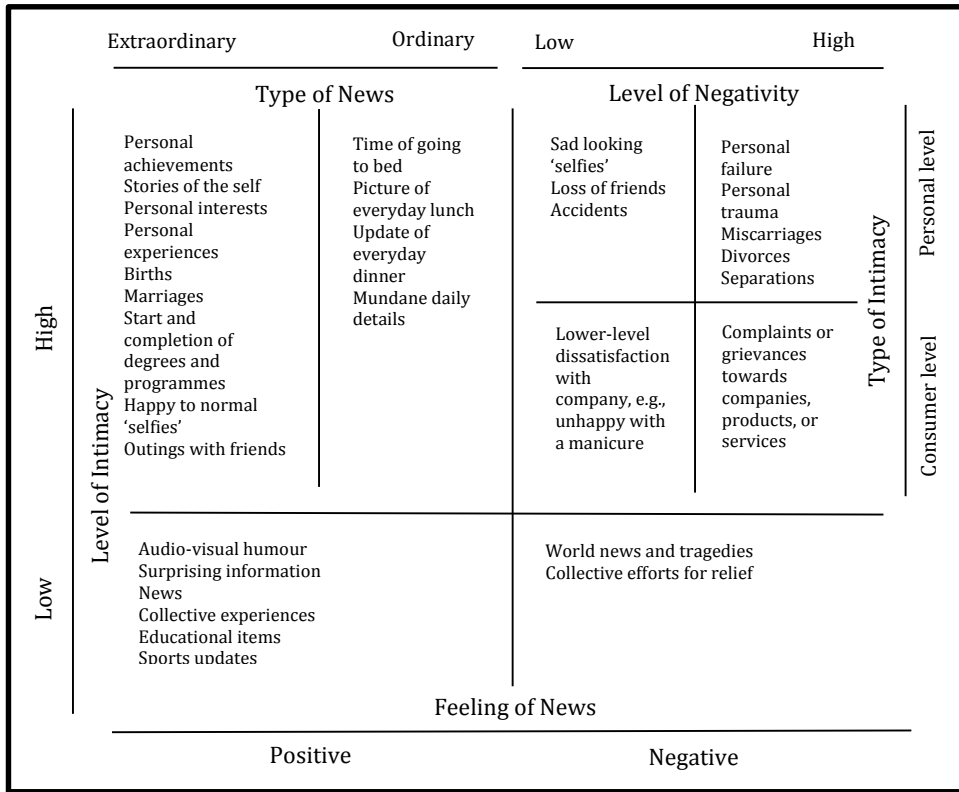 Extraordinary
Ordinary
Low
High
Type of News
Level of Negativity
Personal
achievements
Stories of the self
Personal interests
Personal
experiences
Births
Marriages
Start and
completion of
degrees and
programmes
Happy to normal
‘selfies’
Outings with friends
Time of going
to bed
Picture of
everyday lunch
Update of
everyday
dinner
Mundane daily
details
Sad looking
‘selfies’
Loss of friends
Accidents
Personal
failure
Personal
trauma
Miscarriages
Divorces
Separations
Lower-level
dissatisfaction
with
company, e.g.,
unhappy with
a manicure
Complaints or
grievances
towards
companies,
products, or
services
Type of Intimacy
Personal level
Consumer level
High
Low
Level of Intimacy
Audio-visual humour
Surprising information
News
Collective experiences
Educational items
Sports updates
World news and tragedies
Collective efforts for relief
Feeling of News
Positive
Negative